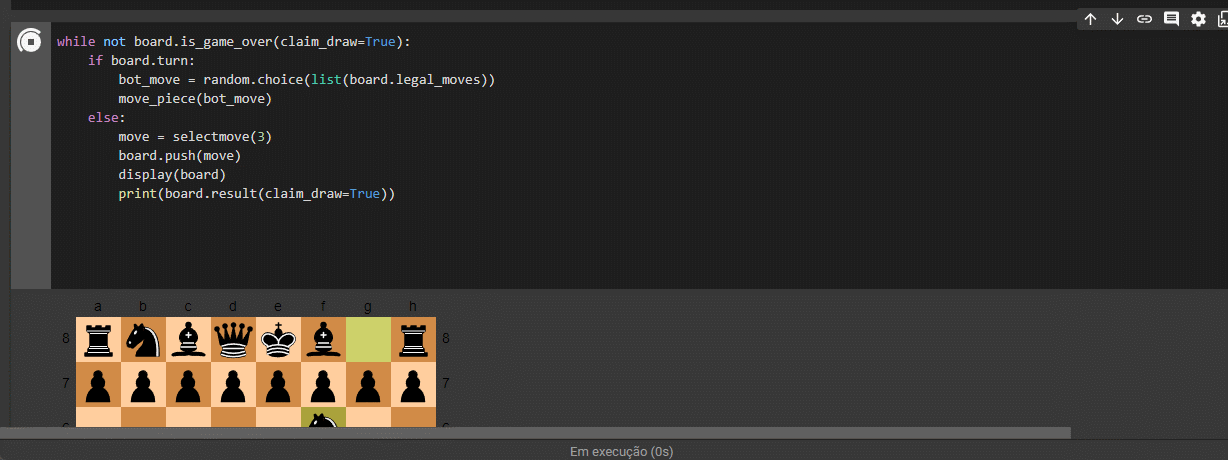 while not board.is_game_over(claim_draw=True):
    if board.turn:
        bot_move = random.choice(list(board.legal_moves))
        move_piece(bot_move)
    else:
        move = selectmove(3)
        board.push(move)
        display(board)
        print(board.result(claim_draw=True))
a b c d e f g h
8 8
7 7
Em execução (0s)